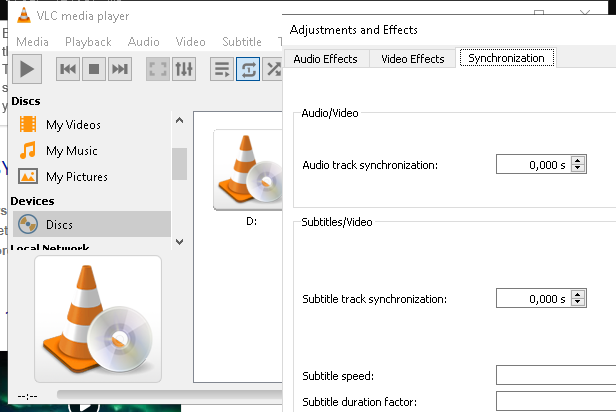 VLC media player
Media Playback Audio Video Subtitle T
Discs
My Videos
My Music
My Pictures
Devices
Discs
Local Network
D:
--:--
Adjustments and Effects
Audio Effects Video Effects Synchronization
Audio/Video
Audio track synchronization: 0,000 s
Subtitles/Video
Subtitle track synchronization: 0,000 s
Subtitle speed:
Subtitle duration factor: